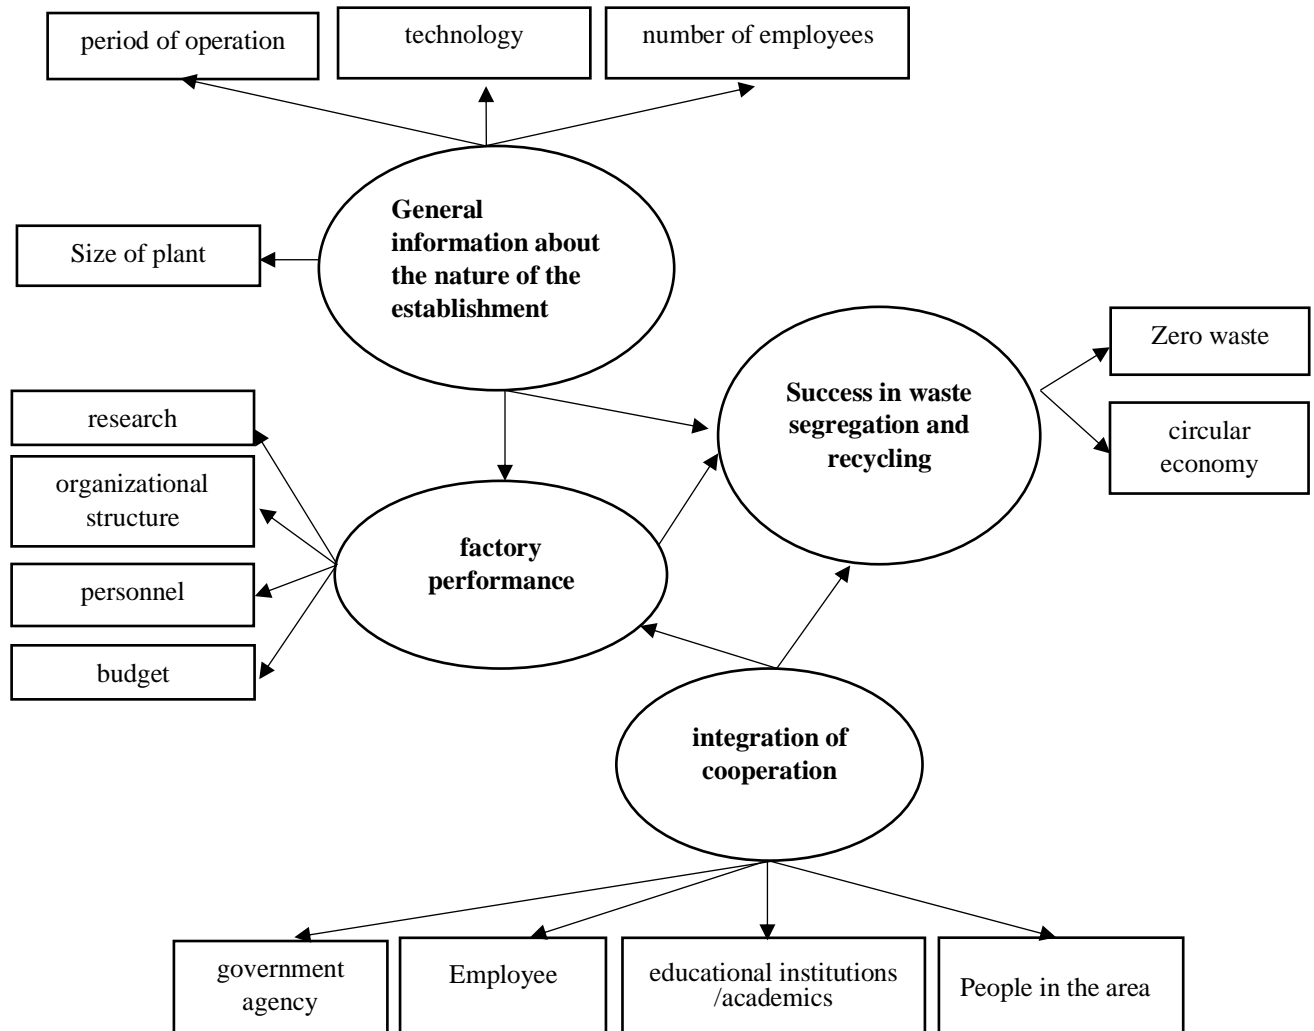 period of operation
technology
number of employees
General
information about
the nature of the
establishment
Size of plant
Zero waste
Success in waste
segregation and
recycling
circular
economy
research
organizational
structure
personnel
budget
factory
performance
integration of
cooperation
government
agency
Employee
educational institutions
/academics
People in the area